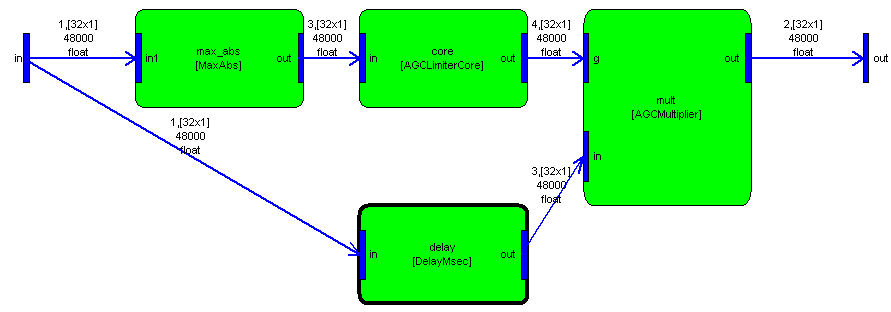 in
1,[32x1]
48000
float
in1
max_abs
[MaxAbs]
out
3,[32x1]
48000
float
in
core
[AGCLimiterCore]
out
4,[32x1]
48000
float
g
mult
[AGCMultiplier]
in
out
2,[32x1]
48000
float
out
1,[32x1]
48000
float
in
delay
[DelayMsec]
out
3,[32x1]
48000
float